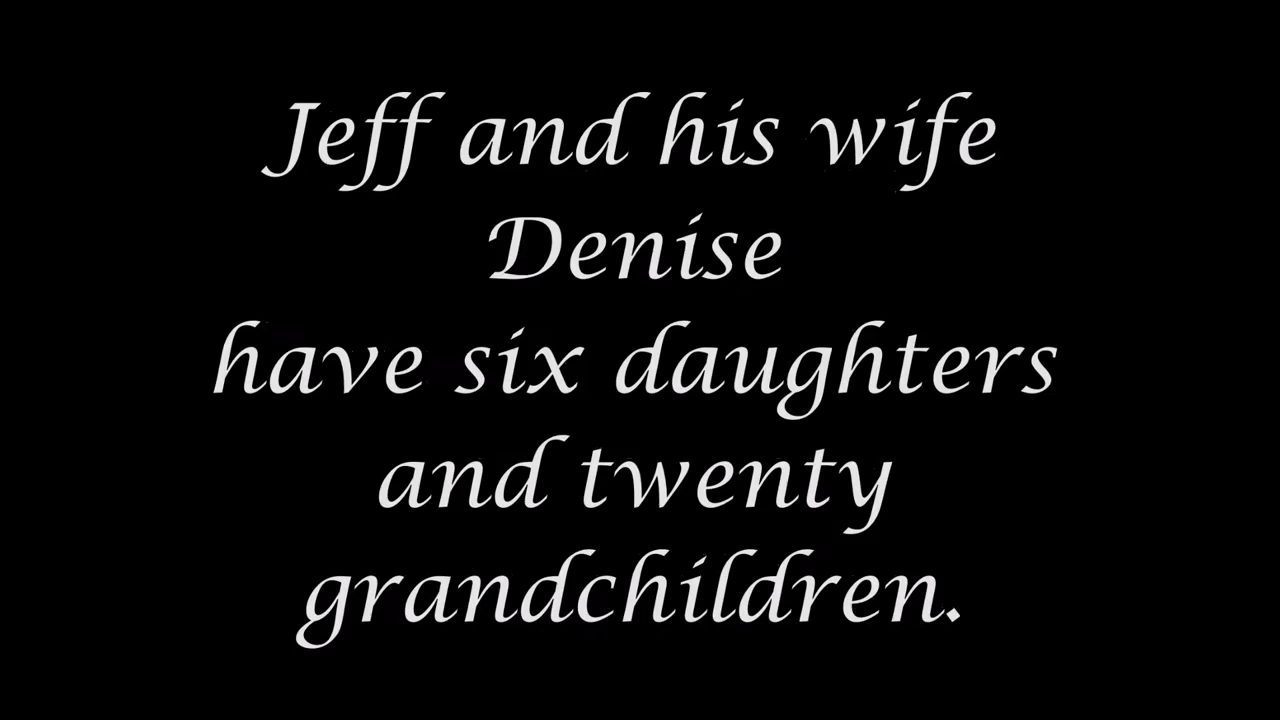 Jeff and his wife
Denise
have six daughters
and twenty
grandchildren.